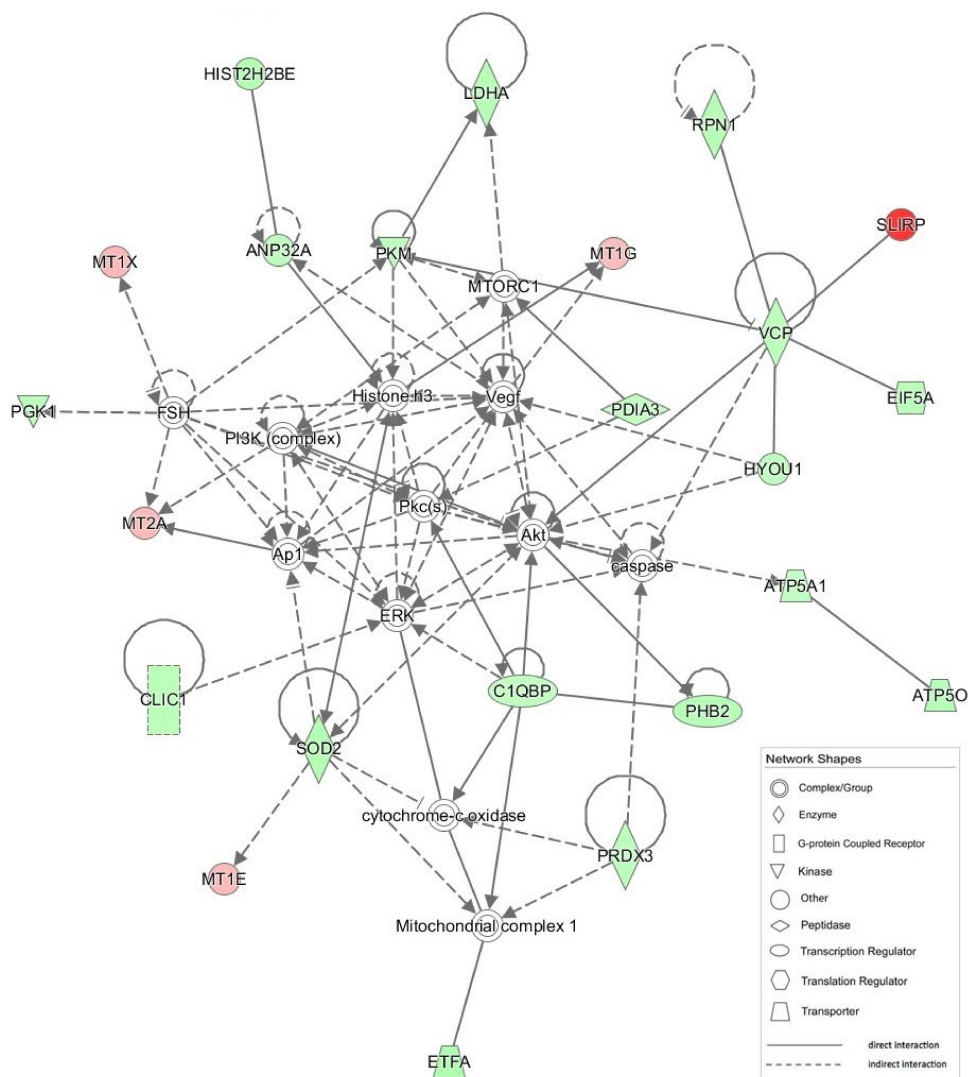 HIST2H2BE
LDHA
RPN1
SLIRP
ANP32A
PKM
MT1G
MT1X
MTORC1
VCP
Histone h3
Vegf
PGK1
FSH
PDIA3
EIF5A
PI3K (complex)
HYOU1
Pkc(s)
MT2A
Akt
Ap1
caspase
ATP5A1
ERK
CLIC1
C1QBP
ATP5O
PHB2
SOD2
cytochrome-c oxidase
PRDX3
MT1E
Mitochondrial complex 1
ETFA
Network Shapes
Complex/Group
Enzyme
G-protein Coupled Receptor
Kinase
Other
Peptidase
Transcription Regulator
Translation Regulator
Transporter
direct interaction
indirect interaction